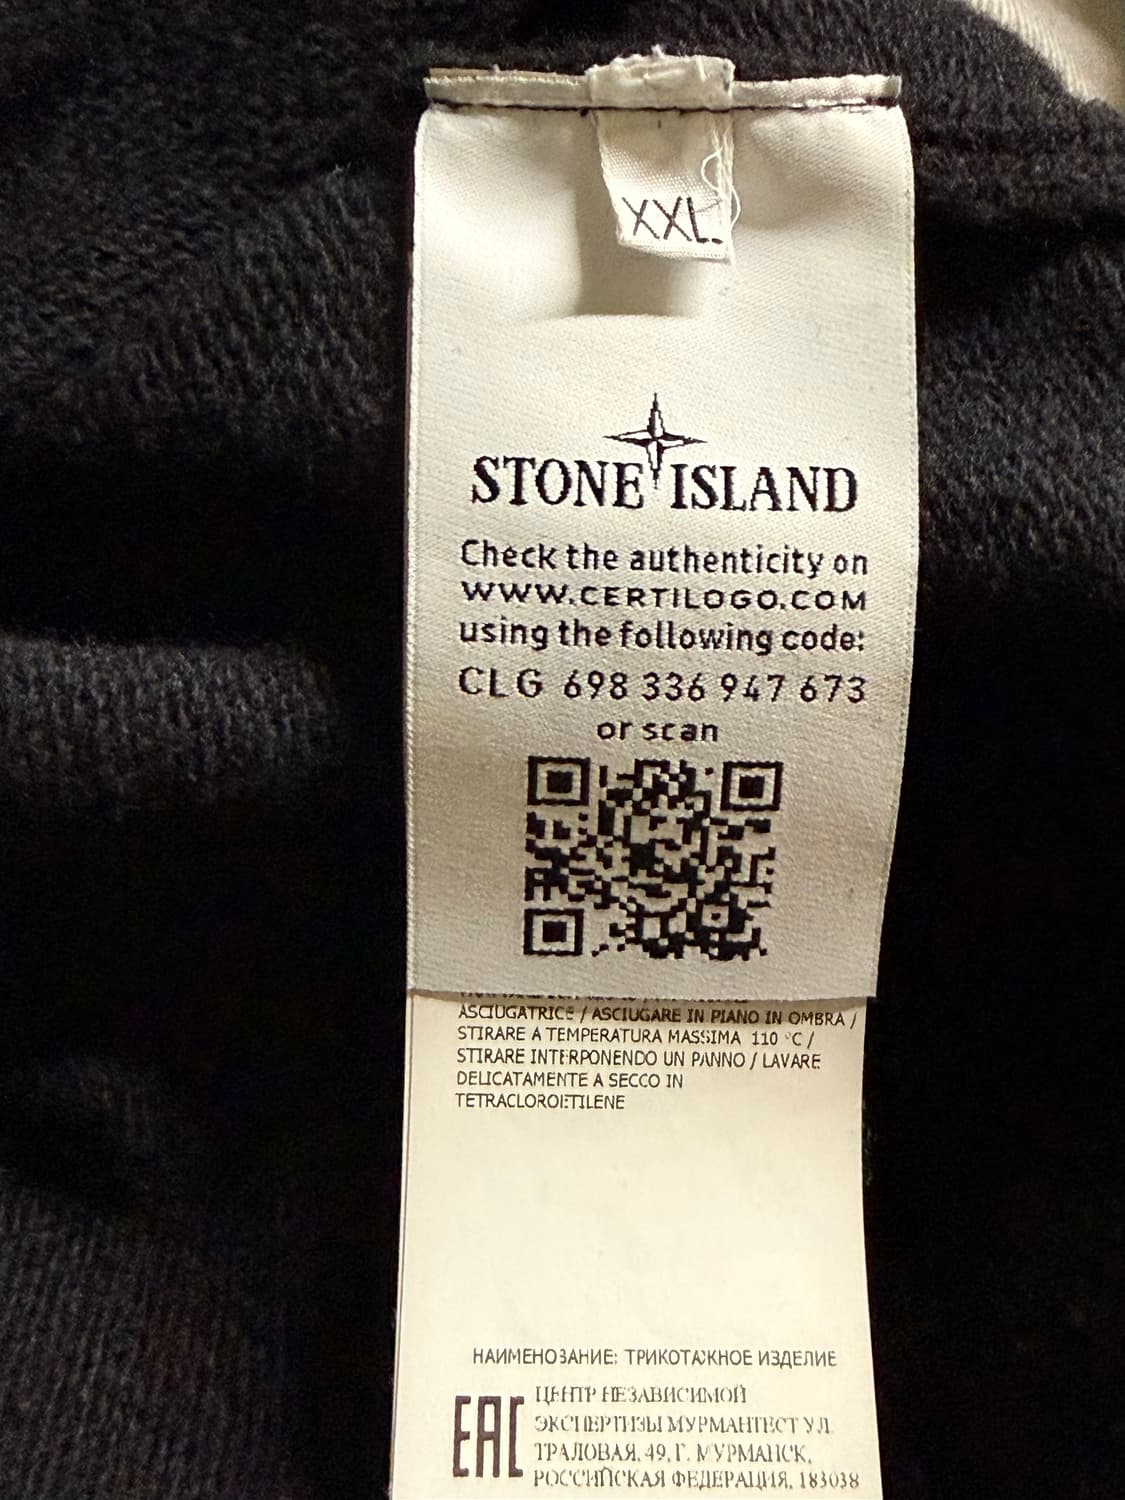 XXL.
STONE ISLAND
Check the authenticity on
WWW.CERTILOGO.COM
using the following code:
CLG 698 336 947 673
or scan
ASCIUGATRICE / ASCIUGARE IN PIANO IN OMBRA /
STIRARE A TEMPERATURA MASSIMA 110 °C /
STIRARE INTERPONENDO UN PANNO / LAVARE
DELICATAMENTE A SECCO IN
TETRACLOROETILENE
НАИМЕНОВАНИЕ: ТРИКОТАЖНОЕ ИЗДЕЛИЕ
EAC
ЦЕНТР НЕЗАВИСИМОЙ
ЭКСПЕРТИЗЫ МУРМАНТЕСТ УЛ.
ТРАЛОВАЯ, 49, Г. МУРМАНСК,
РОССИЙСКАЯ ФЕДЕРАЦИЯ, 183038